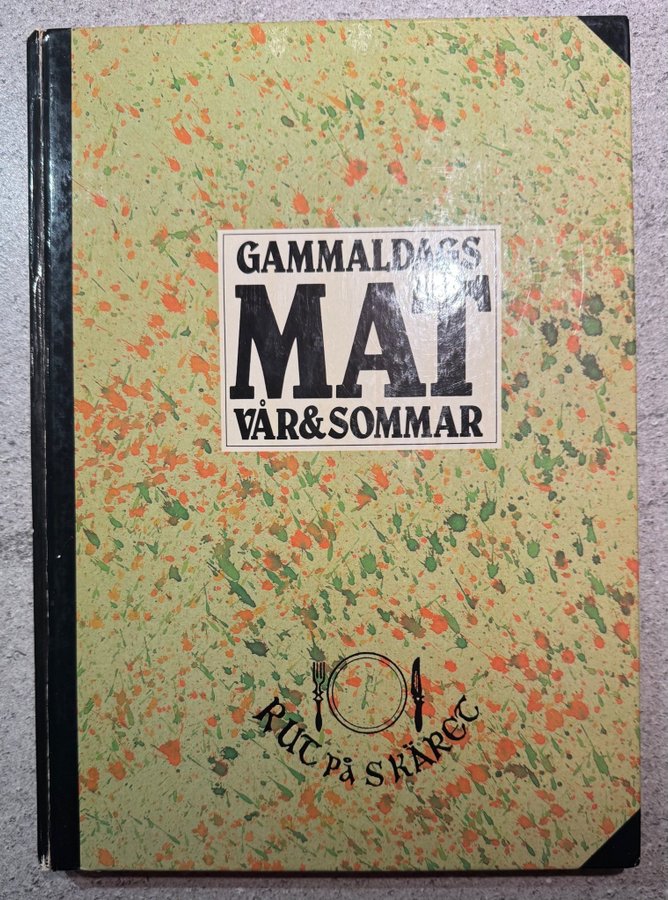 GAMMALDAGS
MAT
VÅR & SOMMAR
RUT PÅ SKÄRET